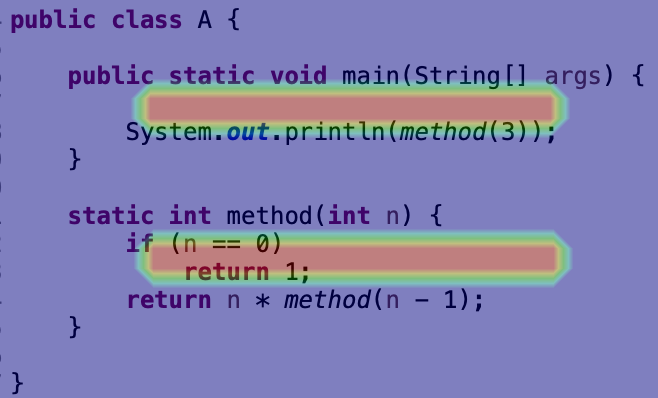 public class A {
public static void main(String[] args) {
System.out.println(method(3));
}
static int method(int n) {
if (n == 0)
return 1;
return n * method(n - 1);
}
}